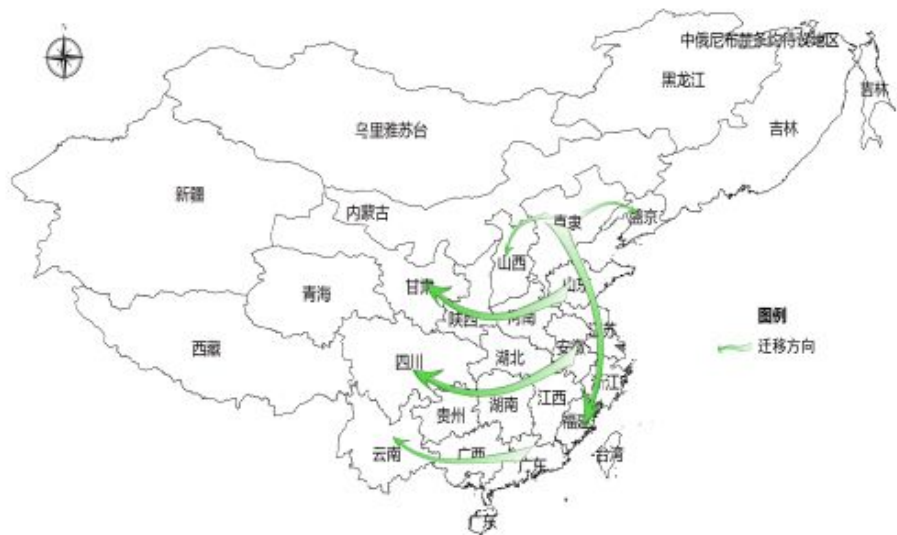 中俄尼布楚条约待议地区
黑龙江
吉林
吉林
乌里雅苏台
新疆
内蒙古
直隶
盛京
山西
甘肃
山东
青海
陕西
河南
江苏
图例
迁移方向
西藏
四川
湖北
安徽
浙江
贵州
湖南
江西
福建
云南
广西
广东
台湾
广东